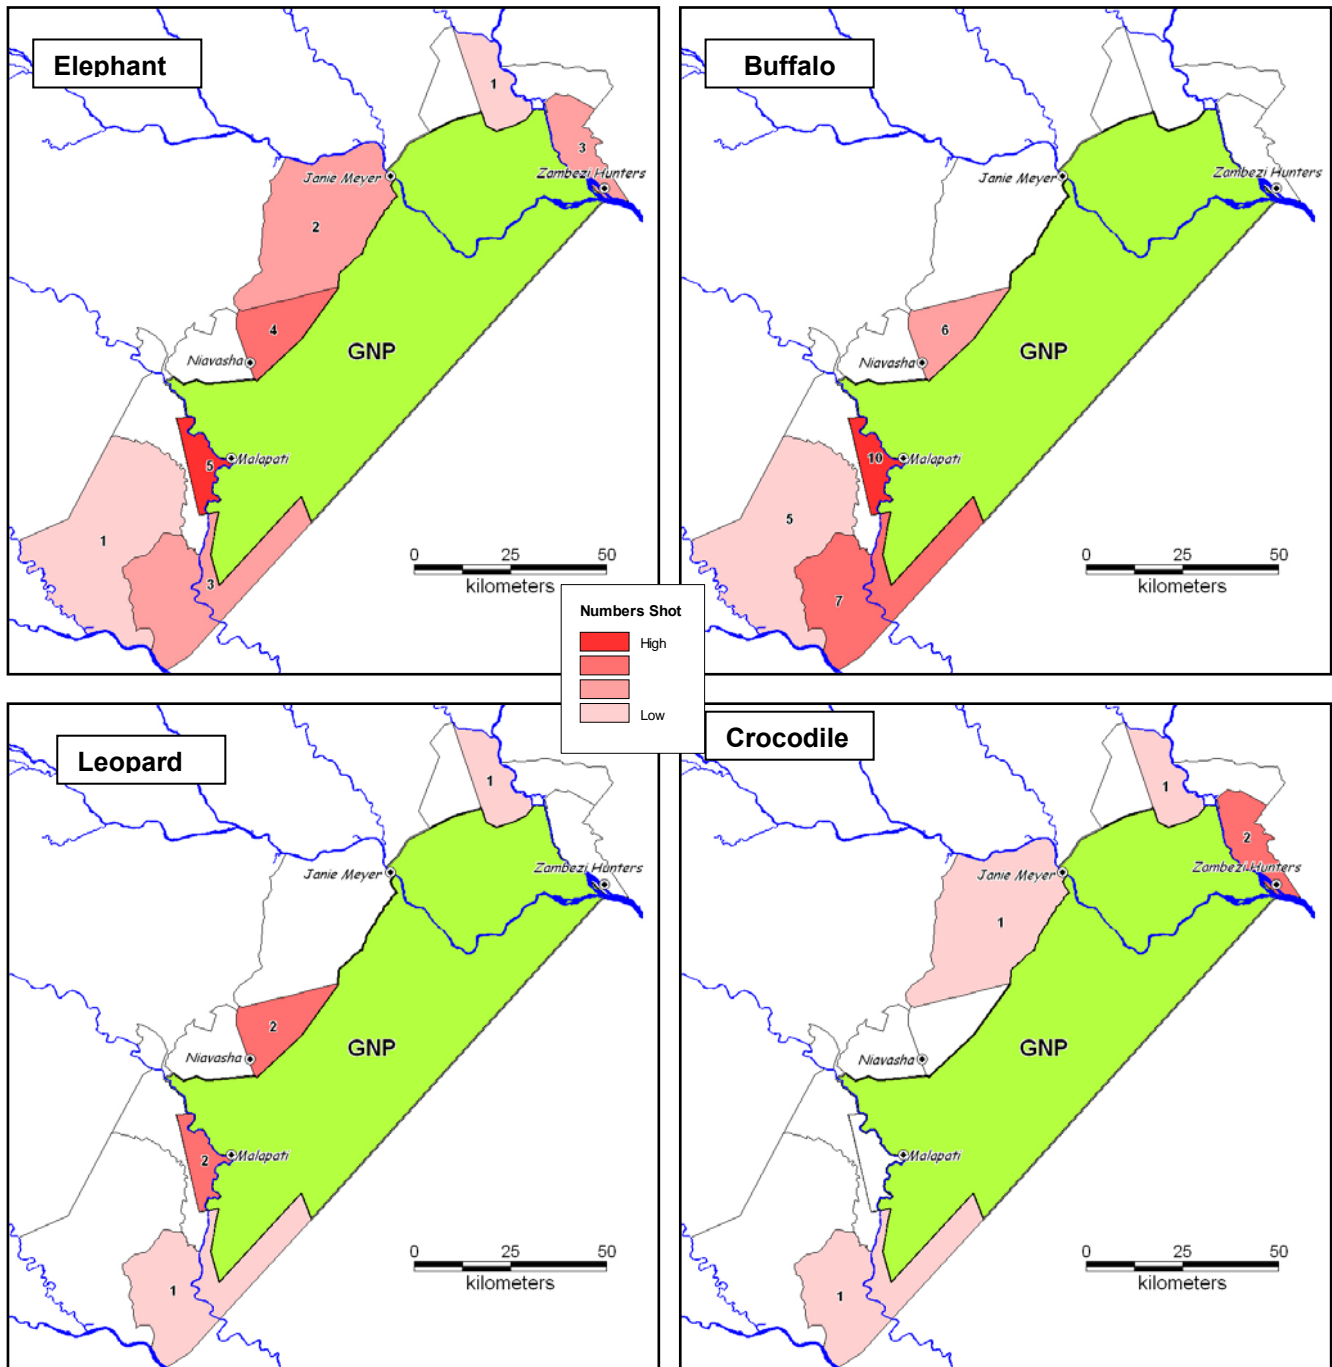 Elephant
1
3
Janie Meyer
Zambezi Hunters
2
4
Niavasha
GNP
5
Malapati
1
3
0 25 50
kilometers
Buffalo
Janie Meyer
Zambezi Hunters
6
Niavasha
GNP
10
Malapati
5
7
0 25 50
kilometers
Numbers Shot
High
Low
Leopard
1
Janie Meyer
Zambezi Hunters
2
Niavasha
GNP
2
Malapati
1
0 25 50
kilometers
Crocodile
1
2
Janie Meyer
Zambezi Hunters
1
Niavasha
GNP
Malapati
1
0 25 50
kilometers